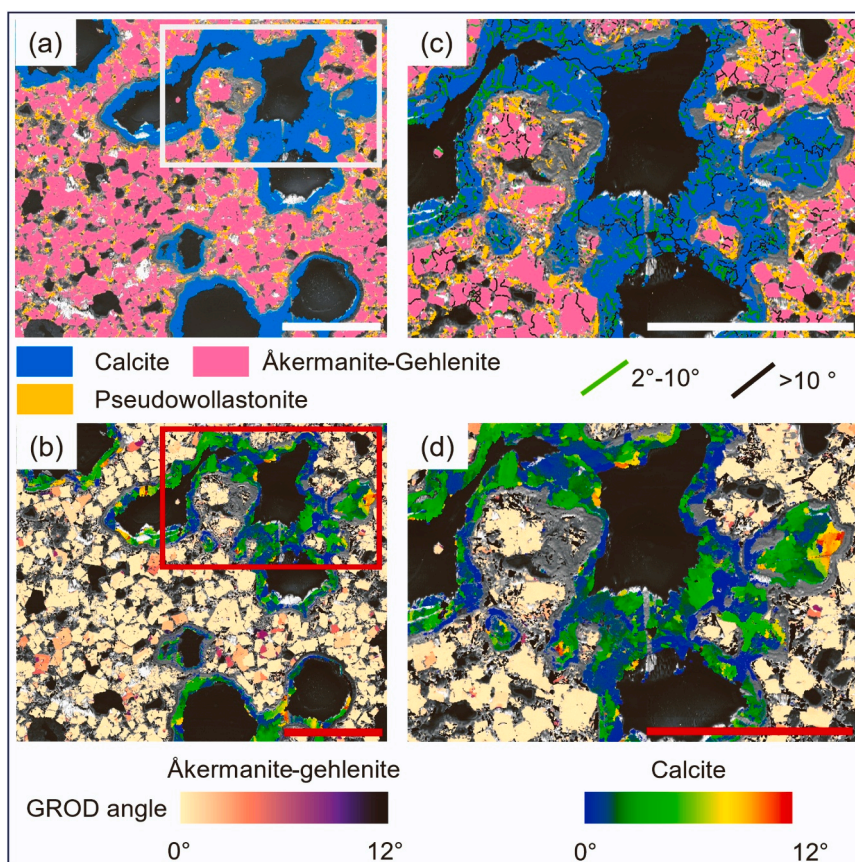 (a)
(c)
Calcite
Åkermanite-Gehlenite
2°-10°
>10 °
Pseudowollastonite
(b)
(d)
Åkermanite-gehlenite
Calcite
GROD angle
0°
12°
0°
12°